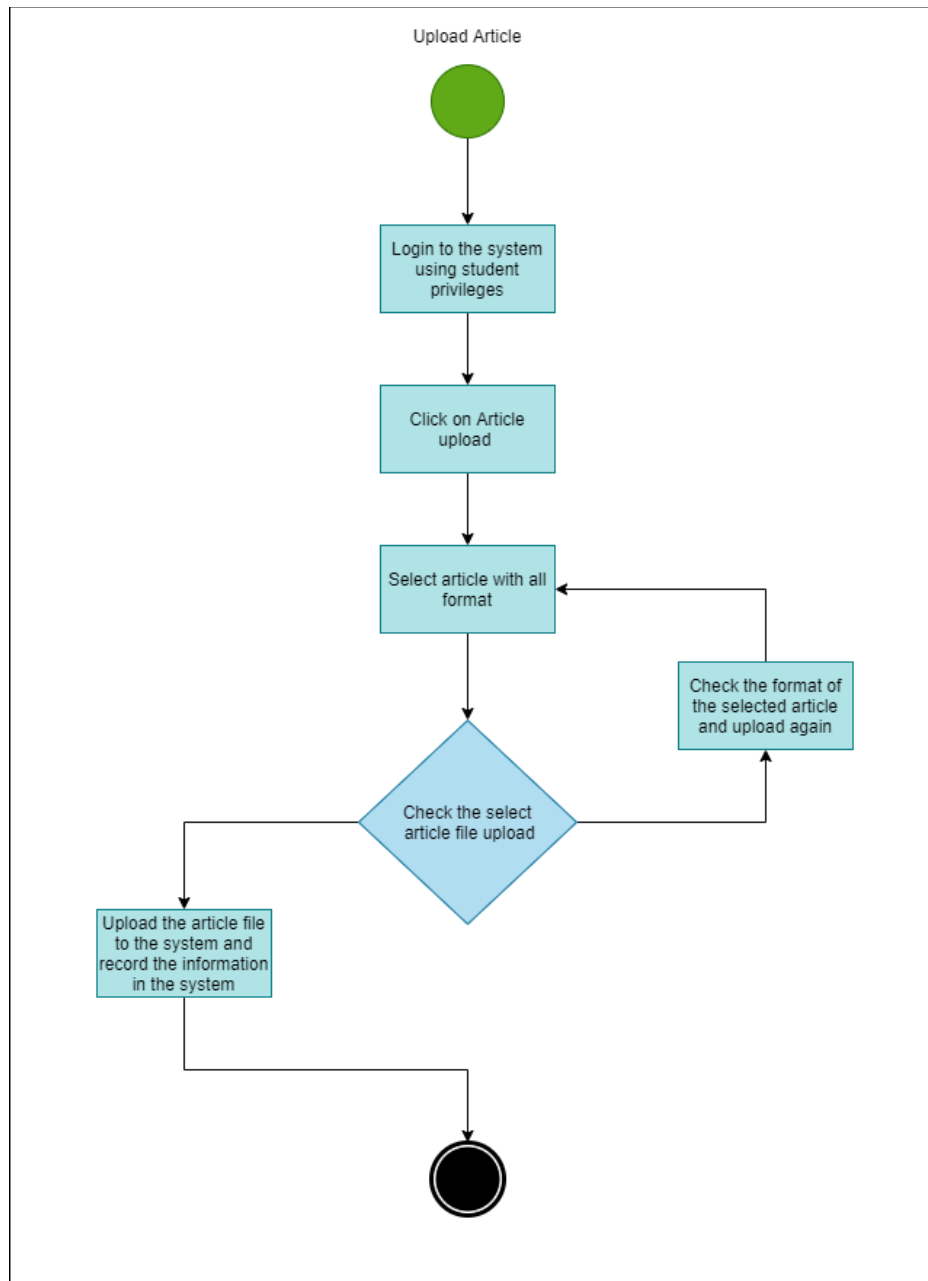 Upload Article
Login to the system
using student
privileges
Click on Article
upload
Select article with all
format
Check the format of
the selected article
and upload again
Check the select
article file upload
Upload the article file
to the system and
record the information
in the system